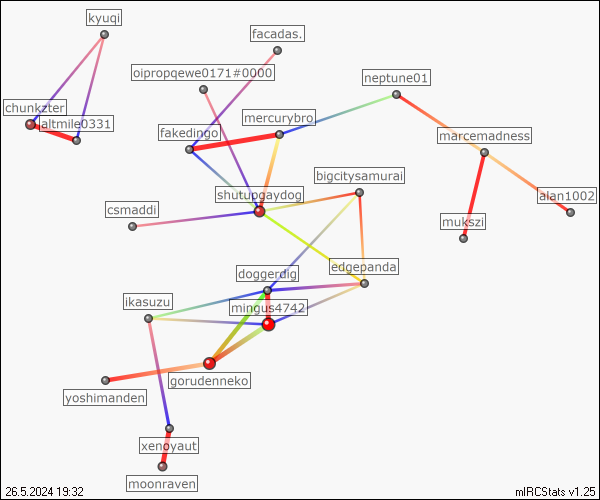 kyuqi
facadas.
oipropqewe0171#0000
neptune01
chunkzter
altmile0331
mercurybro
fakedingo
marcemadness
bigcitysamurai
shutupgaydog
alan1002
csmaddi
mukszi
doggerdig
edgepanda
ikasuzu
mingus4742
gorudenneko
yoshimanden
xenoyaut
moonraven
26.5.2024 19:32
mIRCStats v1.25